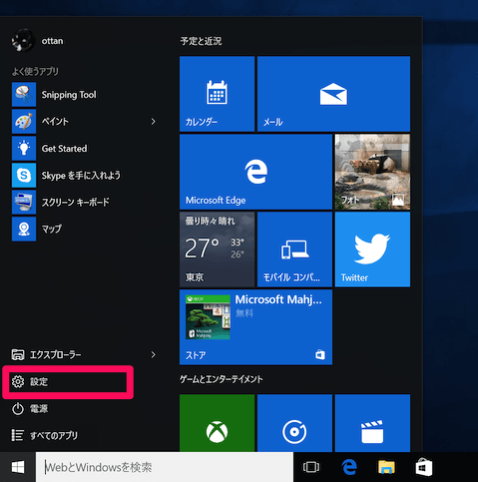 ottan
よく使うアプリ
Snipping Tool
ペイント
Get Started
Skype を手に入れよう
スクリーン キーボード
マップ
エクスプローラー
設定
電源
すべてのアプリ
予定と近況
カレンダー
メール
Microsoft Edge
フォト
曇り時々晴れ
27° 33° 26°
東京
モバイル コンパ...
Twitter
Microsoft Mahj...
無料
ストア
ゲームとエンターテイメント
WebとWindowsを検索